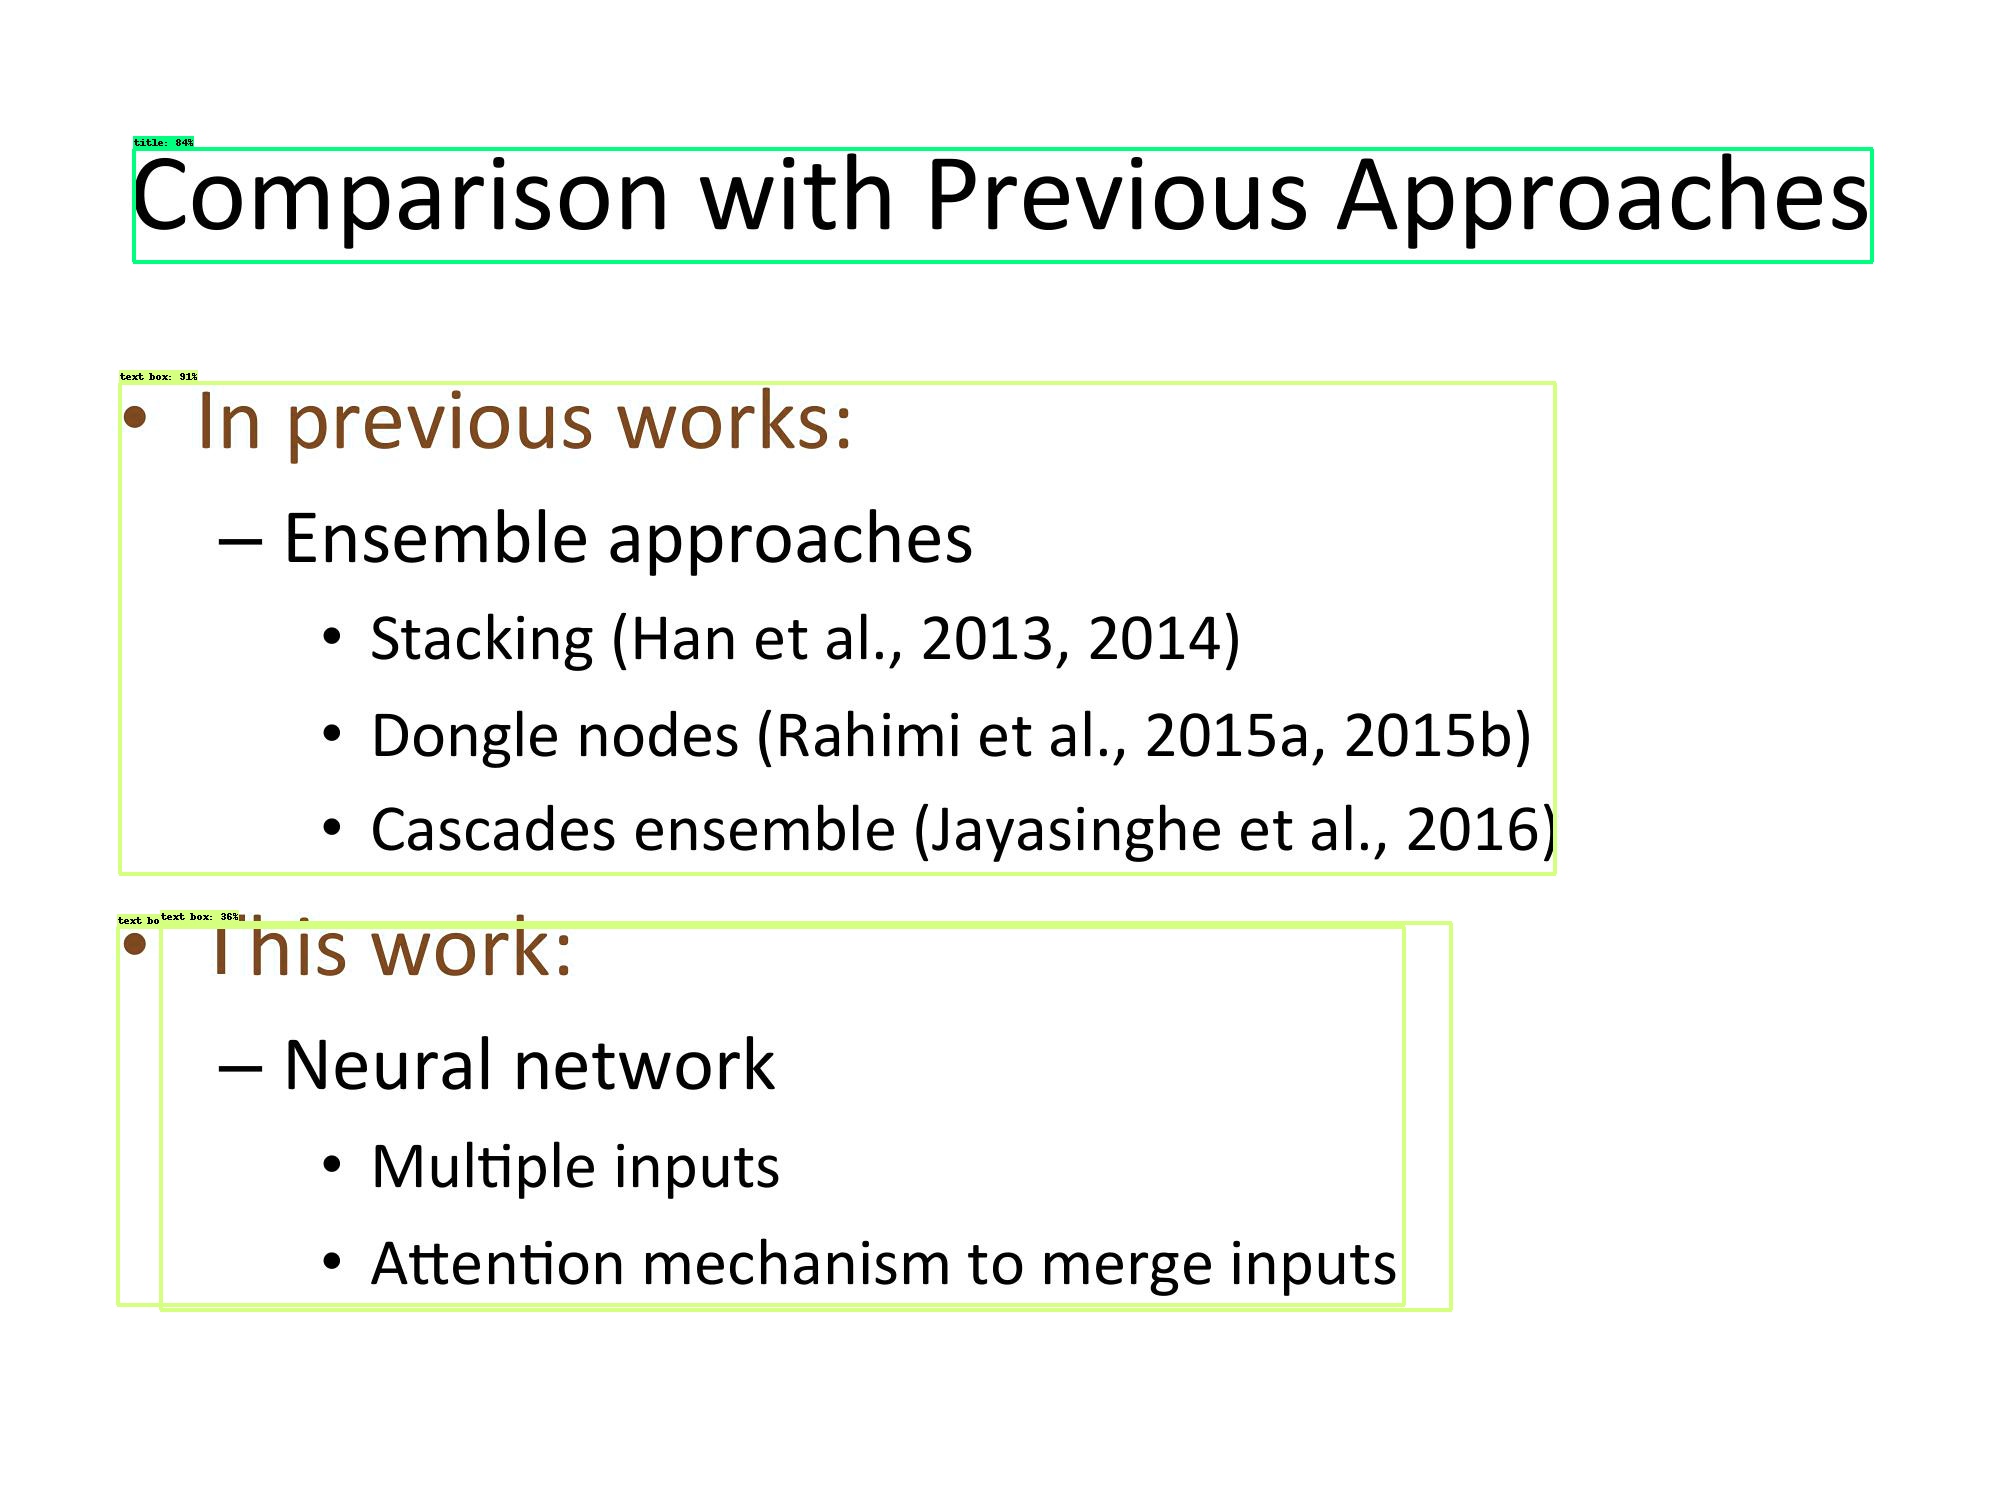 title: 84%
Comparison with Previous Approaches
text box: 91%
• In previous works:
– Ensemble approaches
• Stacking (Han et al., 2013, 2014)
• Dongle nodes (Rahimi et al., 2015a, 2015b)
• Cascades ensemble (Jayasinghe et al., 2016)
text bo
text box: 36%
• This work:
– Neural network
• Multiple inputs
• Attention mechanism to merge inputs